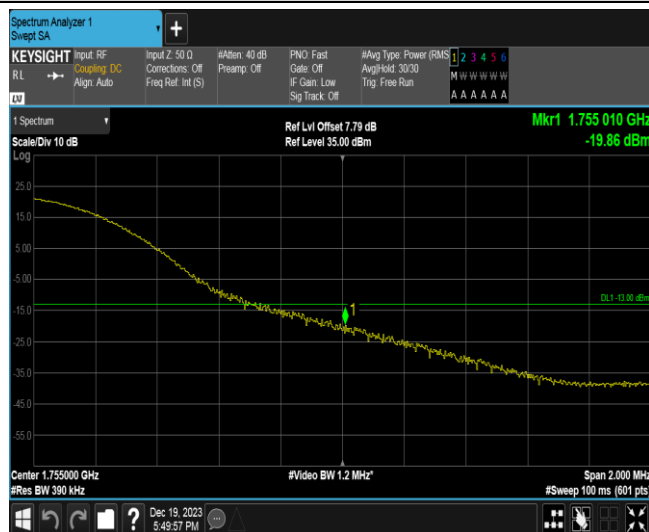 Spectrum Analyzer 1
Swept SA
+
KEYSIGHT
RL
LXI
Input: RF
Coupling: DC
Align: Auto
Input Z: 50 Ω
Corrections: Off
Freq Ref: Int (S)
#Atten: 40 dB
Preamp: Off
PNO: Fast
Gate: Off
IF Gain: Low
Sig Track: Off
#Avg Type: Power (RMS
Avg|Hold: 30/30
Trig: Free Run
1 2 3 4 5 6
M W W W W W
A A A A A A
1 Spectrum
Scale/Div 10 dB
Ref Lvl Offset 7.79 dB
Ref Level 35.00 dBm
Mkr1 1.755 010 GHz
-19.86 dBm
Log
25.0
15.0
5.00
-5.00
-15.0
-25.0
-35.0
-45.0
-55.0
DL1 -13.00 dBm
1
Center 1.755000 GHz
#Res BW 390 kHz
#Video BW 1.2 MHz*
Span 2.000 MHz
#Sweep 100 ms (601 pts)
?
Dec 19, 2023
5:49:57 PM